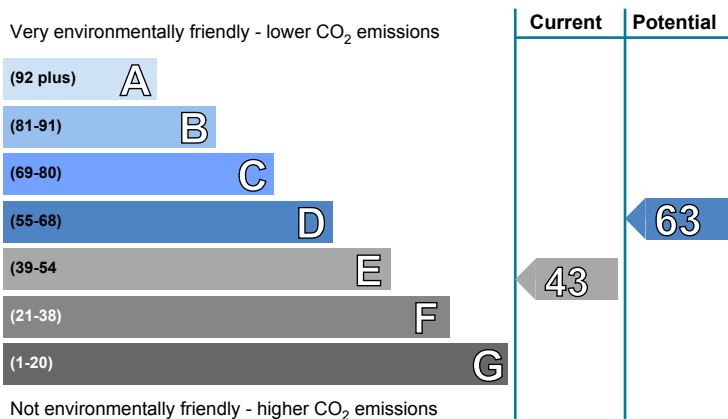 Very environmentally friendly - lower CO₂ emissions
Current
Potential
(92 plus) A
(81-91) B
(69-80) C
(55-68) D
63
(39-54 E
43
(21-38) F
(1-20) G
Not environmentally friendly - higher CO₂ emissions